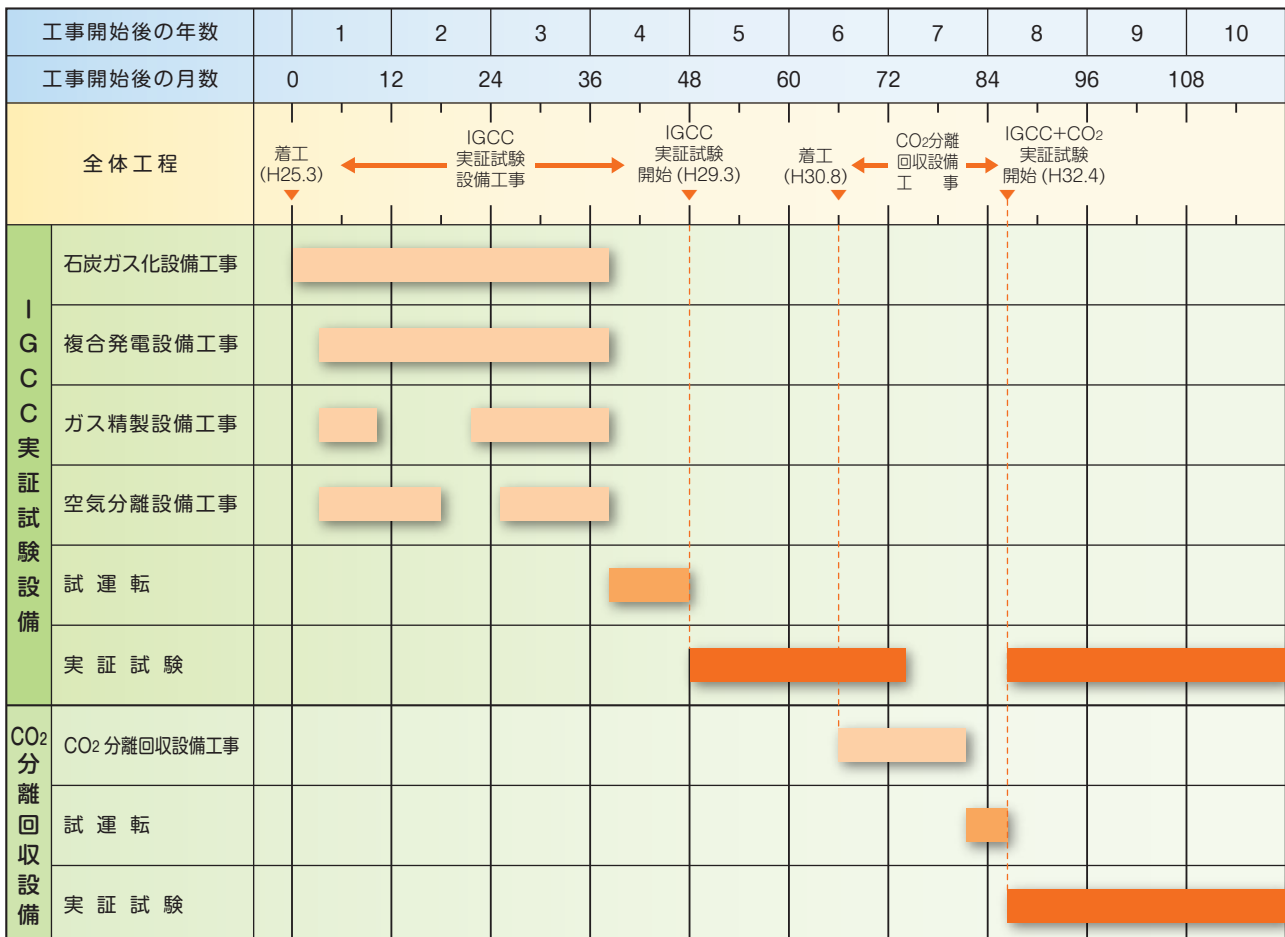 工事開始後の年数 1 2 3 4 5 6 7 8 9 10
工事開始後の月数 0 12 24 36 48 60 72 84 96 108
全体工程
着工
(H25.3)
IGCC
実証試験
設備工事
IGCC
実証試験
開始(H29.3)
着工
(H30.8)
CO2分離
回収設備
工事
IGCC+CO2
実証試験
開始(H32.4)
IGCC実証試験設備
石炭ガス化設備工事
複合発電設備工事
ガス精製設備工事
空気分離設備工事
試運転
実証試験
CO2分離回収設備
CO2分離回収設備工事
試運転
実証試験